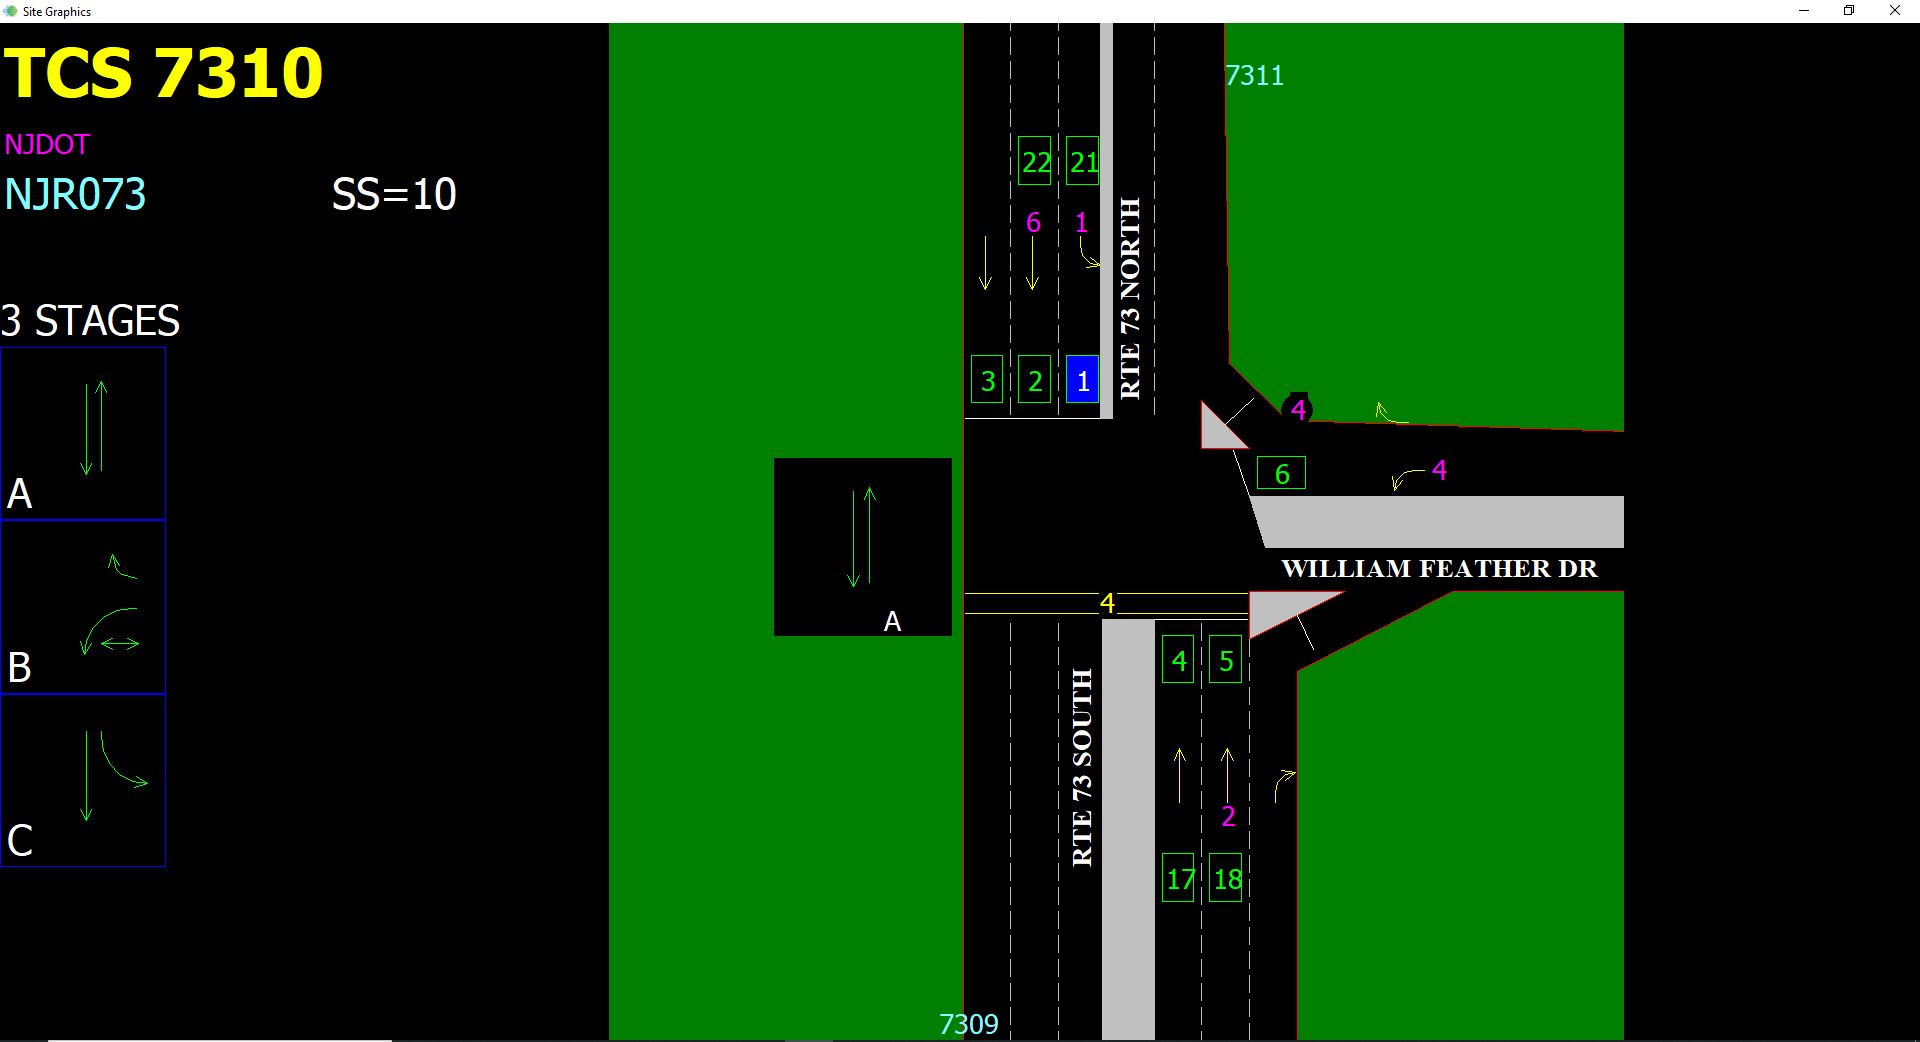 Site Graphics
TCS 7310
NJDOT
NJR073 SS=10
3 STAGES
A
B
C
A
7311
22 21
6 1
RTE 73 NORTH
3 2 1
4
6 4
WILLIAM FEATHER DR
4
4 5
RTE 73 SOUTH
2
17 18
7309